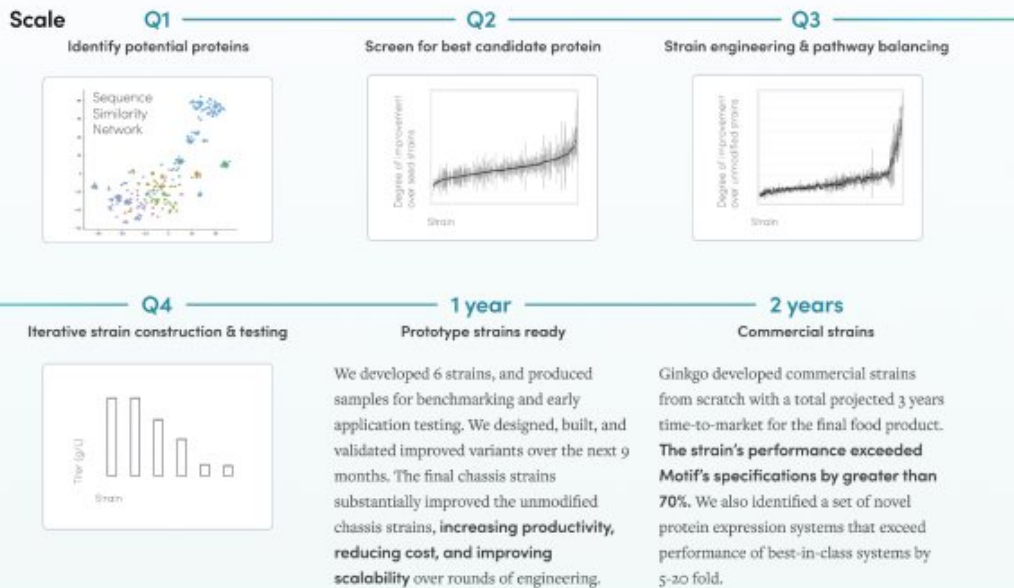 Scale
Q1
Q2
Q3
Identify potential proteins
Screen for best candidate protein
Strain engineering & pathway balancing
Sequence
Similarity
Network
Degree of improvement
over seed strains
Strain
Degree of improvement
over unmodified strains
Strain
Q4
1 year
2 years
Iterative strain construction & testing
Prototype strains ready
Commercial strains
Titer (g/L)
Strain
We developed 6 strains, and produced
samples for benchmarking and early
application testing. We designed, built, and
validated improved variants over the next 9
months. The final chassis strains
substantially improved the unmodified
chassis strains, increasing productivity,
reducing cost, and improving
scalability over rounds of engineering.
Ginkgo developed commercial strains
from scratch with a total projected 3 years
time-to-market for the final food product.
The strain's performance exceeded
Motif's specifications by greater than
70%. We also identified a set of novel
protein expression systems that exceed
performance of best-in-class systems by
5-20 fold.